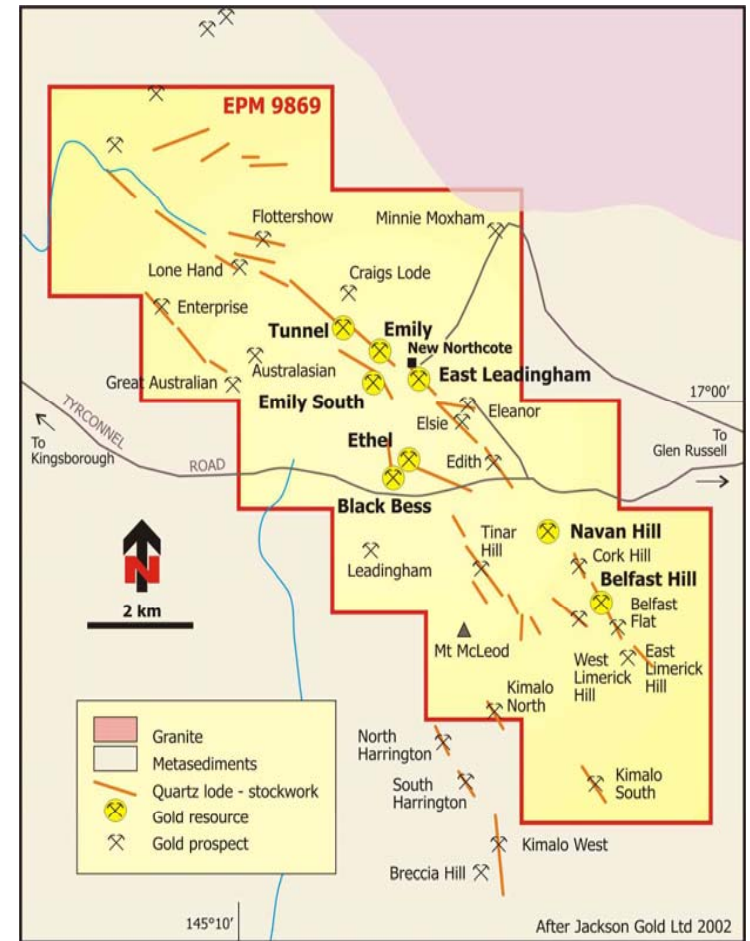 EPM 9869
Flottershow
Minnie Moxham
Lone Hand
Craigs Lode
Enterprise
Tunnel
Emily
New Northcote
Australasian
East Leadingham
Great Australian
17°00'
Emily South
Eleanor
TYRCONNEL
Elsie
To
Kingsborough
To
Glen Russell
ROAD
Ethel
Edith
Black Bess
Navan Hill
Tinar
Hill
Cork Hill
N
Leadingham
Belfast Hill
2 km
Belfast
Flat
Mt McLeod
West
Limerick
Hill
East
Limerick
Hill
Kimalo
North
Granite
North
Harrington
Metasediments
Kimalo
South
South
Harrington
Quartz lode - stockwork
Gold resource
Gold prospect
Kimalo West
Breccia Hill
145°10'
After Jackson Gold Ltd 2002